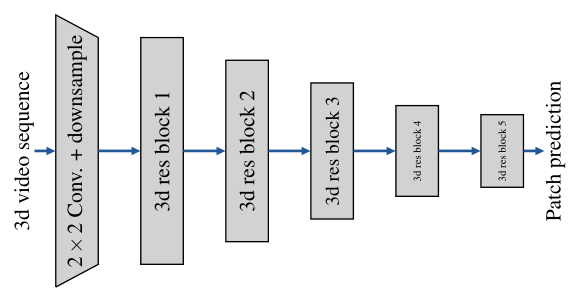 3d video sequence
2 × 2 Conv. + downsample
3d res block 1
3d res block 2
3d res block 3
3d res block 4
3d res block 5
Patch prediction